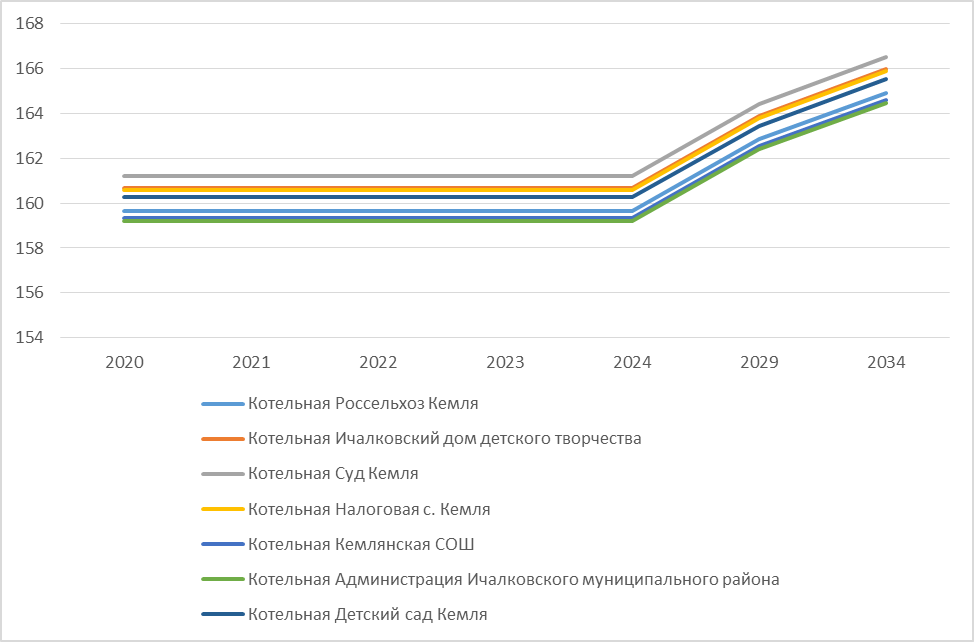 168
166
164
162
160
158
156
154
2020 2021 2022 2023 2024 2029 2034
Котельная Россельхоз Кемля
Котельная Ичалковский дом детского творчества
Котельная Суд Кемля
Котельная Налоговая с. Кемля
Котельная Кемлянская СОШ
Котельная Администрация Ичалковского муниципального района
Котельная Детский сад Кемля